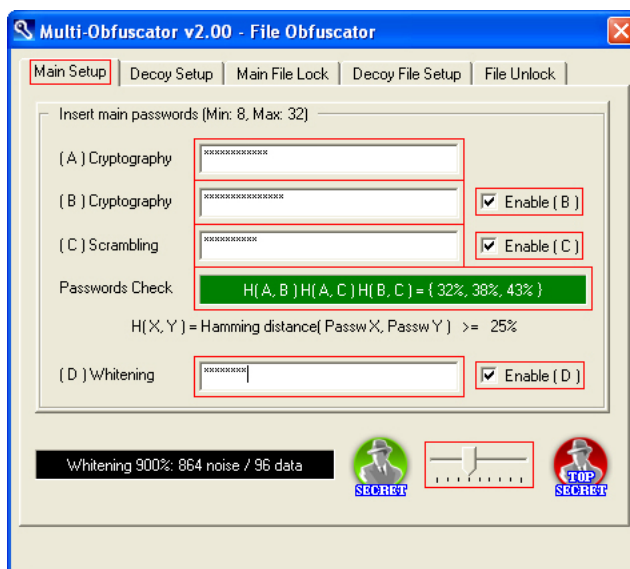 Multi-Obfuscator v2.00 - File Obfuscator
Main Setup Decoy Setup Main File Lock Decoy File Setup File Unlock
Insert main passwords (Min: 8, Max: 32)
( A ) Cryptography ************
( B ) Cryptography *************** Enable ( B )
( C ) Scrambling ********** Enable ( C )
Passwords Check H( A, B ) H( A, C ) H( B, C ) = { 32%, 38%, 43% }
H( X, Y ) = Hamming distance( Passw X, Passw Y ) >= 25%
( D ) Whitening ******** Enable ( D )
Whitening 900%: 864 noise / 96 data
SECRET
TOP
SECRET